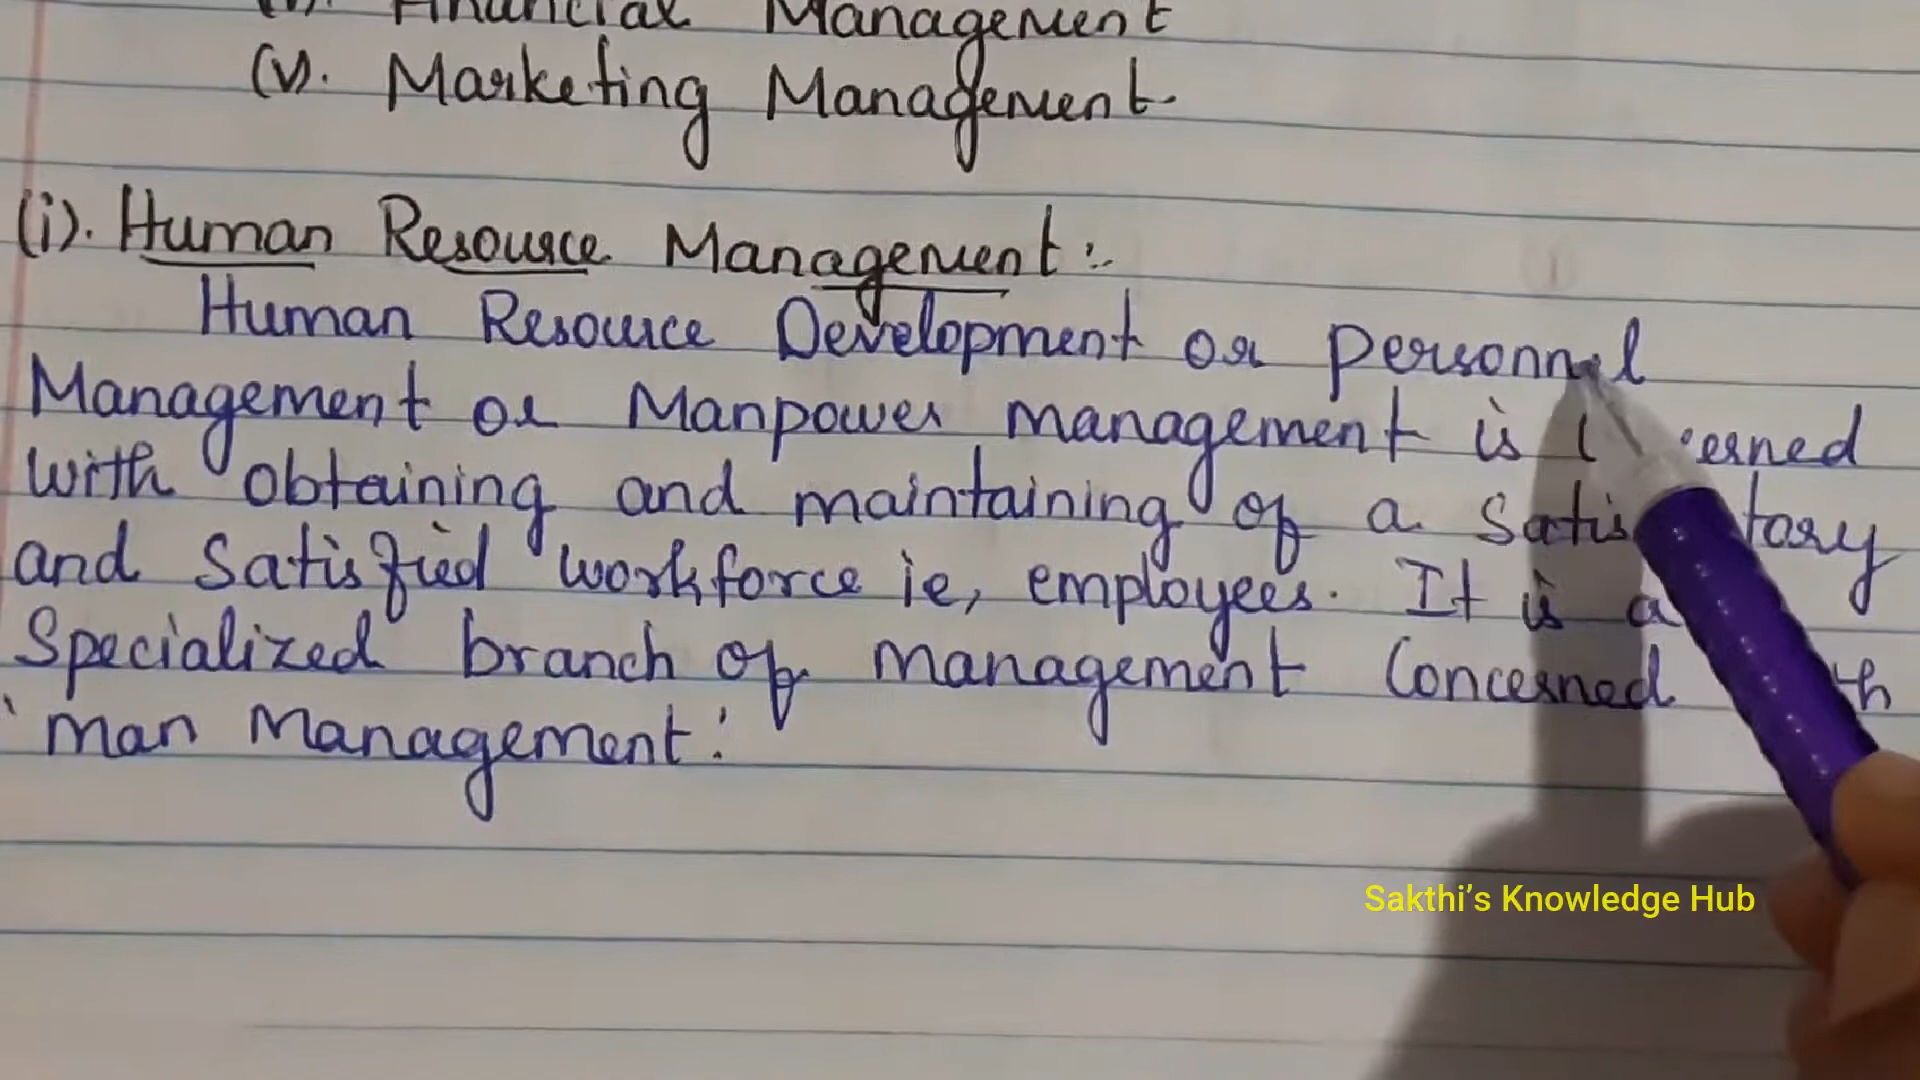 Financial Management
(v). Marketing Management.
(i). Human Resource Management :-
Human Resource Development or Personnel
Management or Manpower management is
with obtaining and maintaining of a
and Satisfied workforce ie, employees. It is a
Specialized branch of management Concerned
'man Management'.
Sakthi's Knowledge Hub